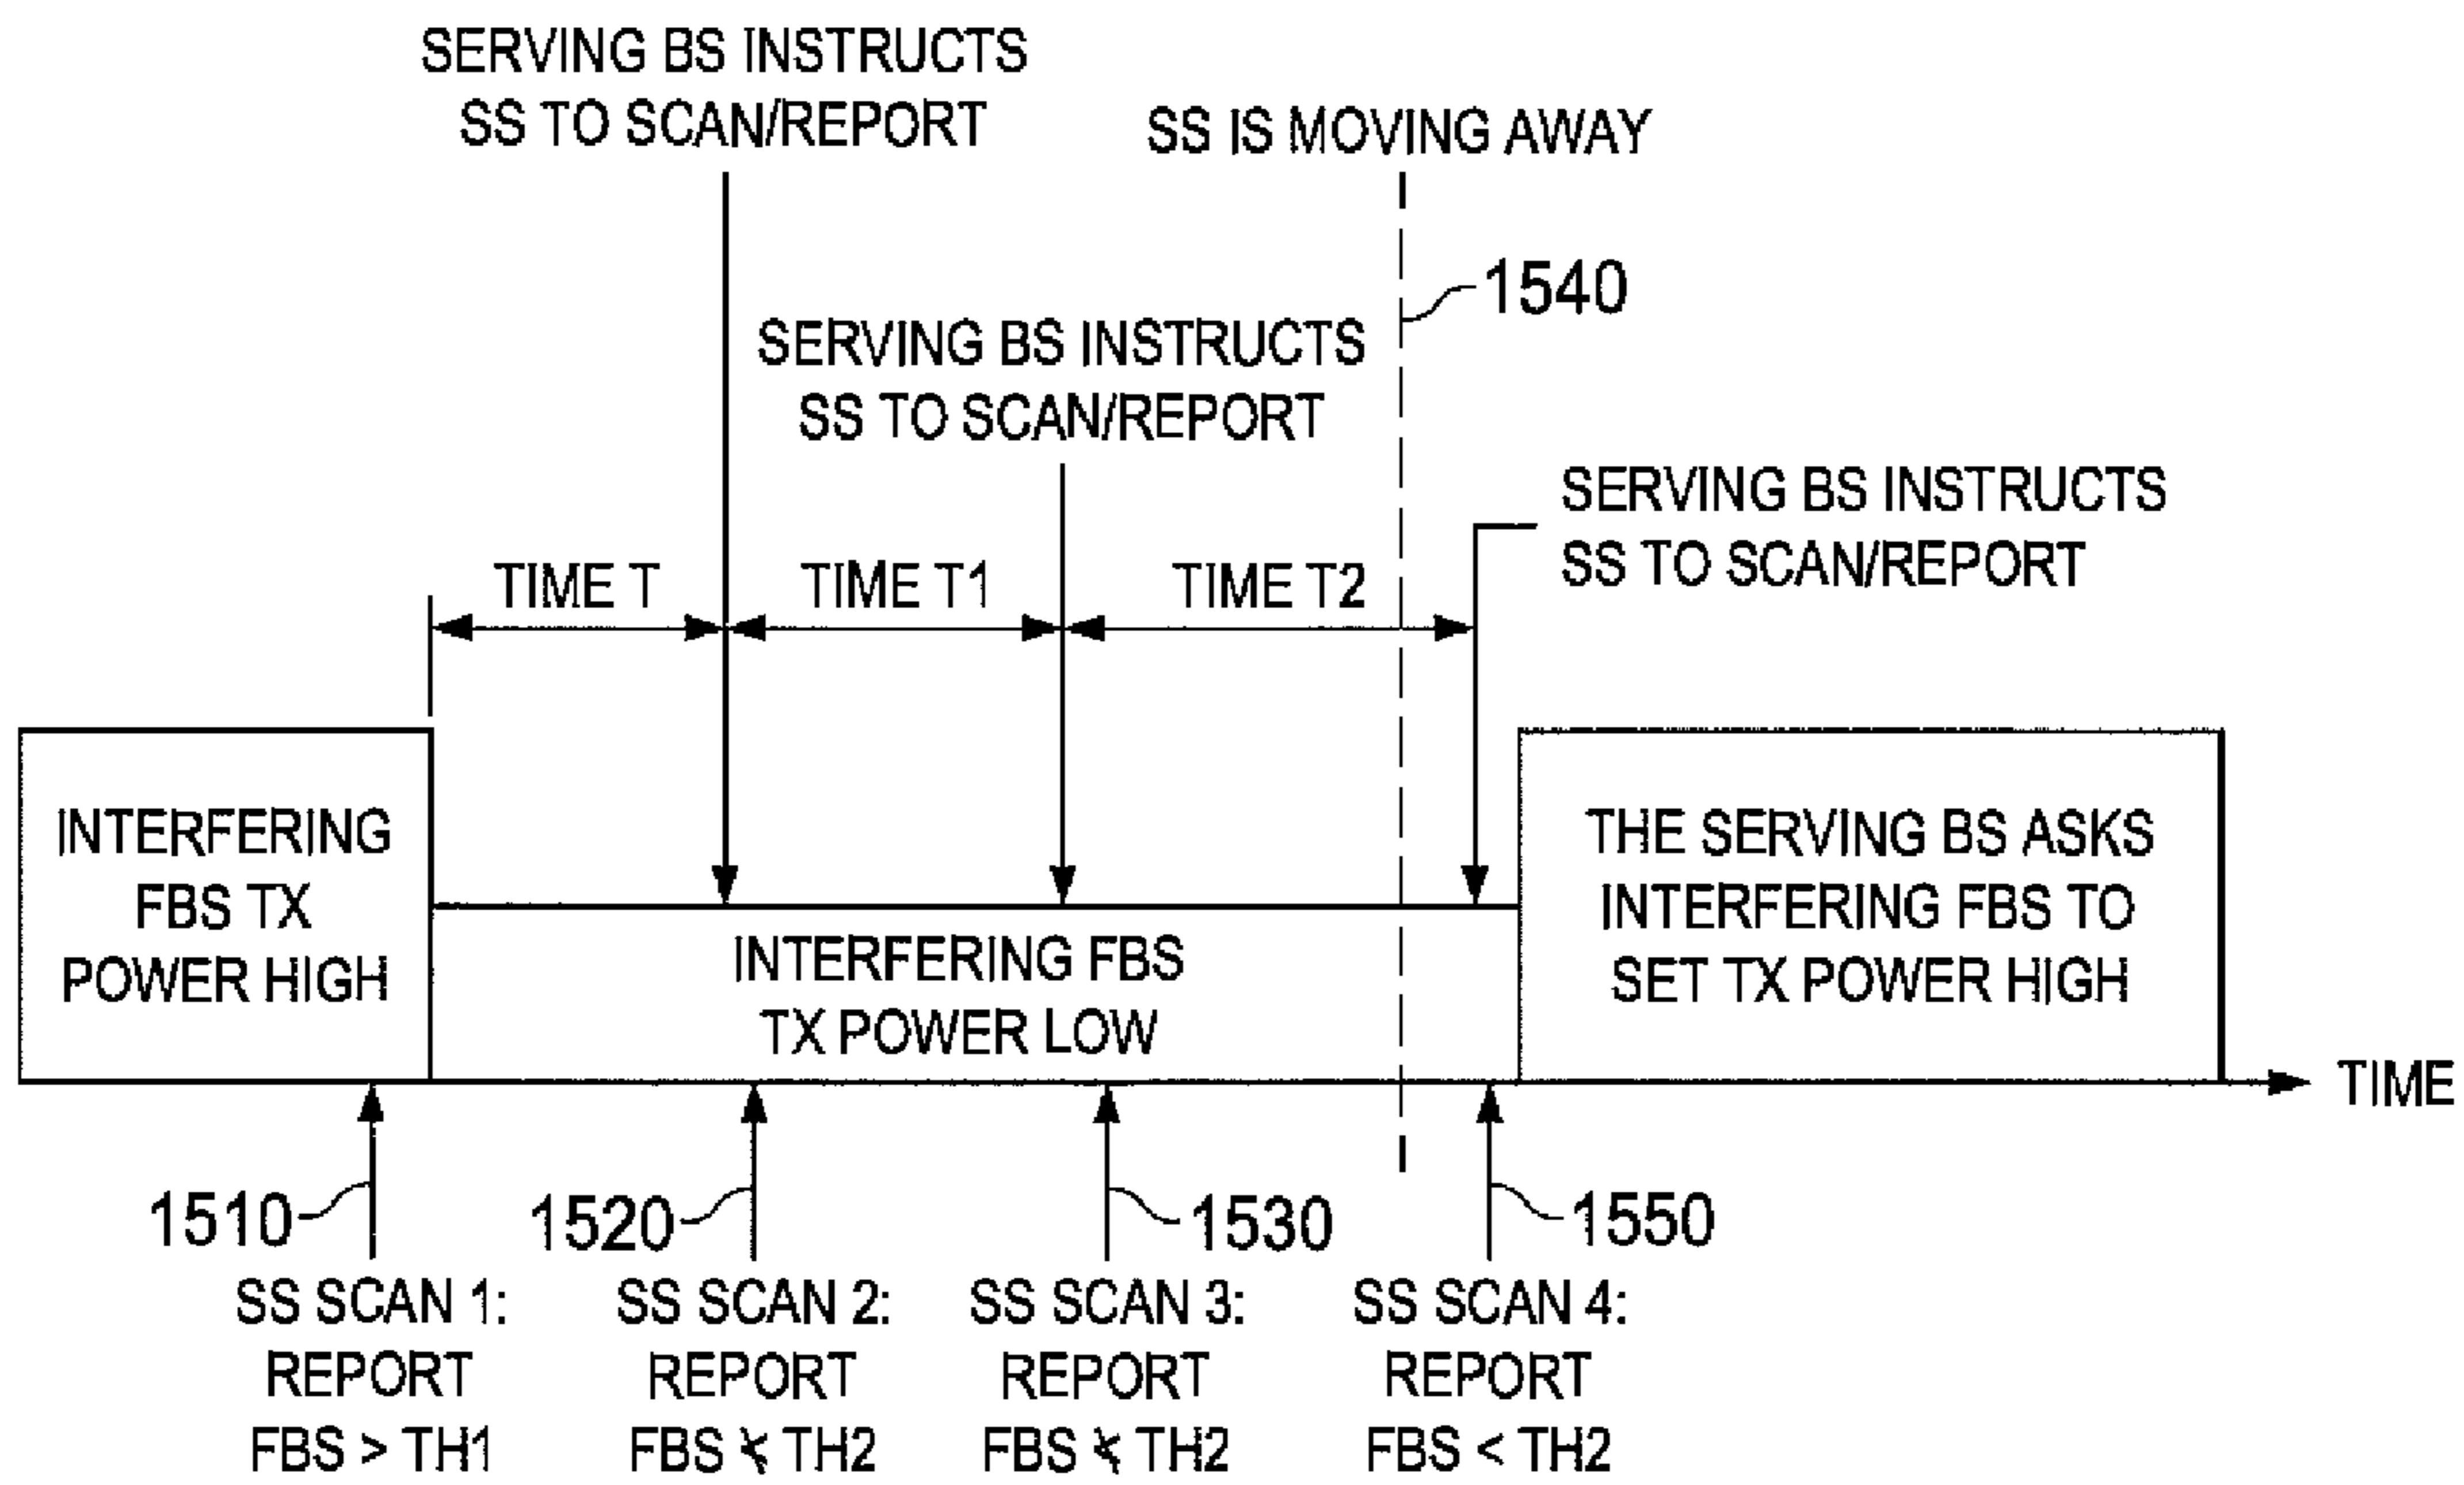 SERVING BS INSTRUCTS
SS TO SCAN/REPORT
SS IS MOVING AWAY
1540
SERVING BS INSTRUCTS
SS TO SCAN/REPORT
SERVING BS INSTRUCTS
SS TO SCAN/REPORT
TIME T
TIME T1
TIME T2
INTERFERING
FBS TX
POWER HIGH
INTERFERING FBS
TX POWER LOW
THE SERVING BS ASKS
INTERFERING FBS TO
SET TX POWER HIGH
TIME
1510
1520
1530
1550
SS SCAN 1:
REPORT
FBS > TH1
SS SCAN 2:
REPORT
FBS ≮ TH2
SS SCAN 3:
REPORT
FBS ≮ TH2
SS SCAN 4:
REPORT
FBS < TH2